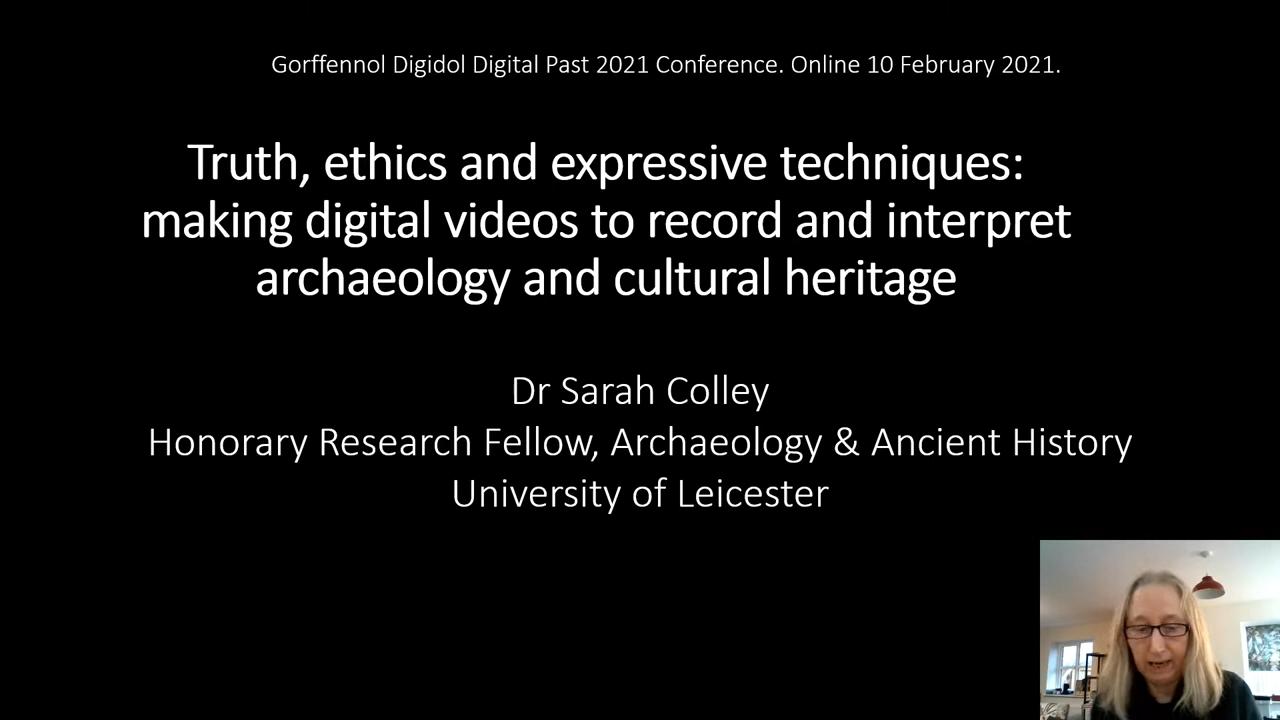 Gorffennol Digidol Digital Past 2021 Conference. Online 10 February 2021.
Truth, ethics and expressive techniques:
making digital videos to record and interpret
archaeology and cultural heritage
Dr Sarah Colley
Honorary Research Fellow, Archaeology & Ancient History
University of Leicester